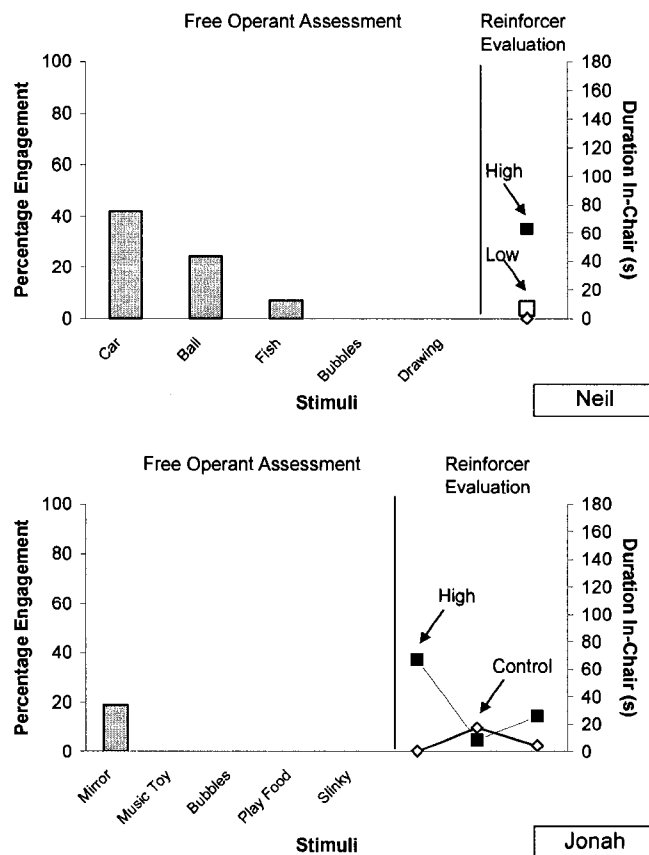 Free Operant Assessment
Reinforcer
Evaluation
Percentage Engagement
100
80
60
40
20
0
High
Low
180
160
140
120
100
80
60
40
20
0
Duration In-Chair (s)
Car
Ball
Fish
Bubbles
Drawing
Stimuli
Neil
Free Operant Assessment
Reinforcer
Evaluation
Percentage Engagement
100
80
60
40
20
0
High
Control
180
160
140
120
100
80
60
40
20
0
Duration In-Chair (s)
Mirror
Music Toy
Bubbles
Play Food
Slinky
Stimuli
Jonah